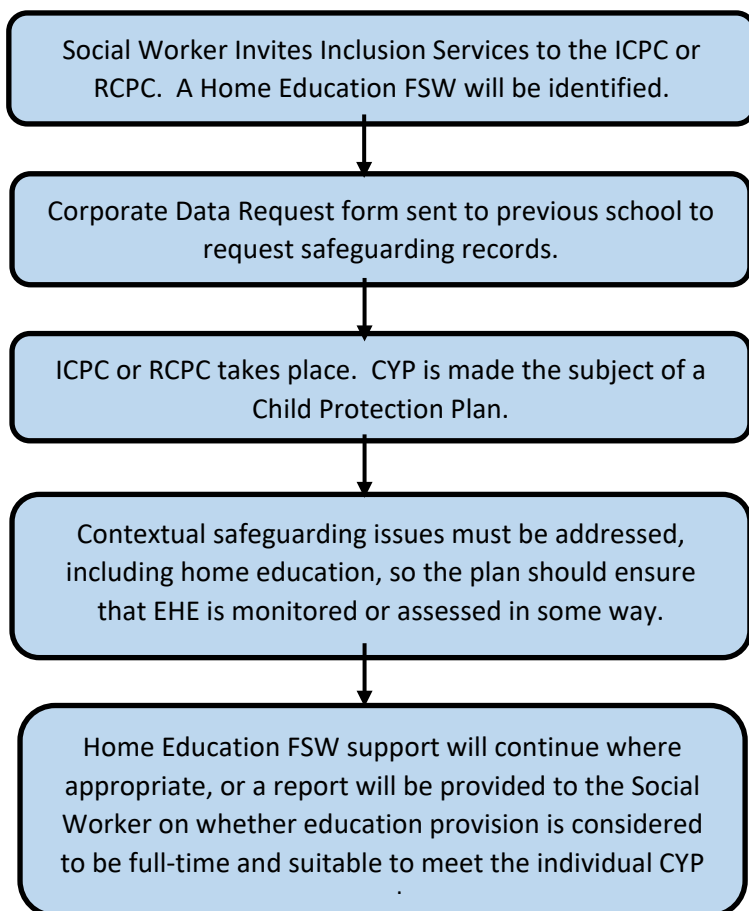 Social Worker Invites Inclusion Services to the ICPC or
RCPC.  A Home Education FSW will be identified.
Corporate Data Request form sent to previous school to
request safeguarding records.
ICPC or RCPC takes place.  CYP is made the subject of a
Child Protection Plan.
Contextual safeguarding issues must be addressed,
including home education, so the plan should ensure
that EHE is monitored or assessed in some way.
Home Education FSW support will continue where
appropriate, or a report will be provided to the Social
Worker on whether education provision is considered
to be full-time and suitable to meet the individual CYP